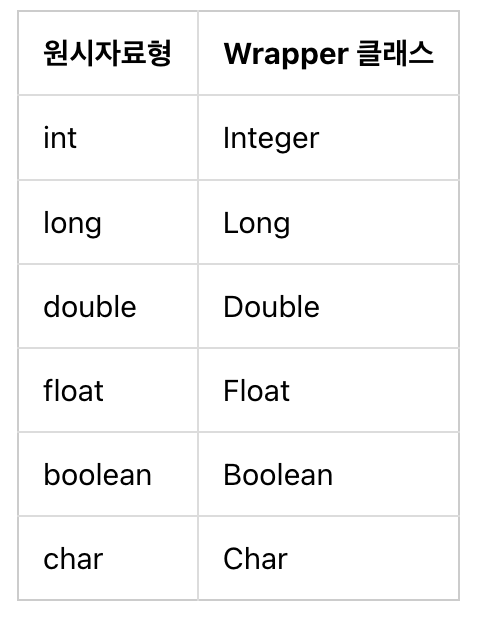 원시자료형 Wrapper 클래스
int Integer
long Long
double Double
float Float
boolean Boolean
char Char